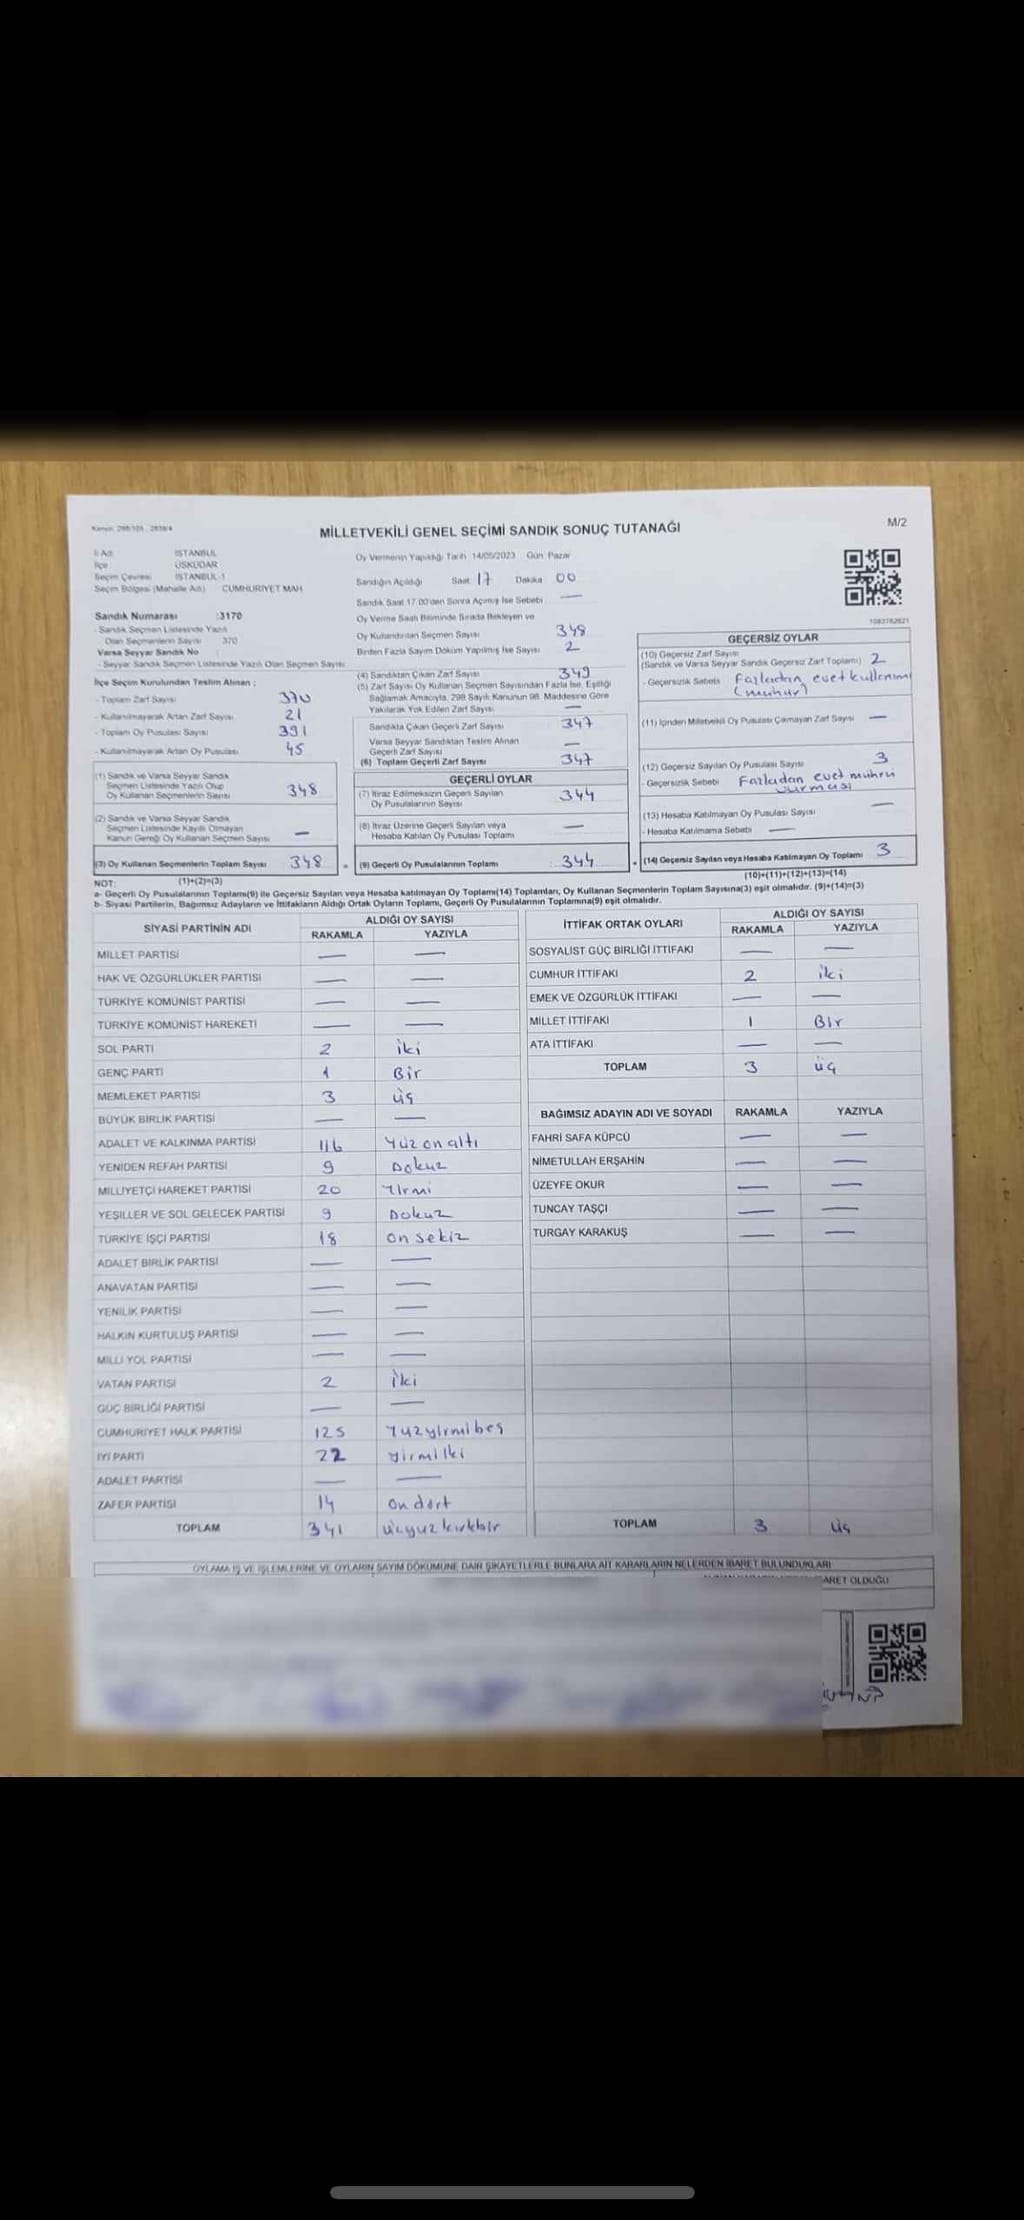 Kanun: 298/105 - 2839/4
MİLLETVEKİLİ GENEL SEÇİMİ SANDIK SONUÇ TUTANAĞI
M/2
İl Adı İSTANBUL
İlçe ÜSKÜDAR
Seçim Çevresi İSTANBUL-1
Seçim Bölgesi (Mahalle Adı) CUMHURİYET MAH
Sandık Numarası :3170
- Sandık Seçmen Listesinde Yazılı
Olan Seçmenlerin Sayısı 370
Varsa Seyyar Sandık No :
- Seyyar Sandık Seçmen Listesinde Yazılı Olan Seçmen Sayısı
İlçe Seçim Kurulundan Teslim Alınan :
- Toplam Zarf Sayısı 370
- Kullanılmayarak Artan Zarf Sayısı 21
- Toplam Oy Pusulası Sayısı 391
- Kullanılmayarak Artan Oy Pusulası 45
(1) Sandık ve Varsa Seyyar Sandık
Seçmen Listesinde Yazılı Olup
Oy Kullanan Seçmenlerin Sayısı 348
(2) Sandık ve Varsa Seyyar Sandık
Seçmen Listesinde Kayıtlı Olmayan
Kanun Gereği Oy Kullanan Seçmen Sayısı —
(3) Oy Kullanan Seçmenlerin Toplam Sayısı 348 =
(1)+(2)=(3)
Oy Vermenin Yapıldığı Tarih 14/05/2023 Gün Pazar
Sandığın Açıldığı Saat 17 Dakika 00
Sandık Saat 17.00'den Sonra Açılmış İse Sebebi —
Oy Verme Saati Bitiminde Sırada Bekleyen ve
Oy Kullandırılan Seçmen Sayısı 348
Birden Fazla Sayım Döküm Yapılmış İse Sayısı 2
(4) Sandıktan Çıkan Zarf Sayısı 349
(5) Zarf Sayısı Oy Kullanan Seçmen Sayısından Fazla İse, Eşitliği
Sağlamak Amacıyla, 298 Sayılı Kanunun 98. Maddesine Göre
Yakılarak Yok Edilen Zarf Sayısı —
Sandıkta Çıkan Geçerli Zarf Sayısı 347
Varsa Seyyar Sandıktan Teslim Alınan
Geçerli Zarf Sayısı —
(6) Toplam Geçerli Zarf Sayısı 347
GEÇERLİ OYLAR
(7) İtiraz Edilmeksizin Geçerli Sayılan
Oy Pusulalarının Sayısı 344
(8) İtiraz Üzerine Geçerli Sayılan veya
Hesaba Katılan Oy Pusulası Toplamı —
(9) Geçerli Oy Pusulalarının Toplamı : 344 +
1083782621
GEÇERSİZ OYLAR
(10) Geçersiz Zarf Sayısı
(Sandık ve Varsa Seyyar Sandık Geçersiz Zarf Toplamı) 2
- Geçersizlik Sebebi Fazladan evet kullanımı
(mühür)
(11) İçinden Milletvekili Oy Pusulası Çıkmayan Zarf Sayısı —
(12) Geçersiz Sayılan Oy Pusulası Sayısı 3
- Geçersizlik Sebebi Fazladan evet mührü
vurması
(13) Hesaba Katılmayan Oy Pusulası Sayısı —
- Hesaba Katılmama Sebebi —
(14) Geçersiz Sayılan veya Hesaba Katılmayan Oy Toplamı 3
(10)+(11)+(12)+(13)=(14)
NOT:
a- Geçerli Oy Pusulalarının Toplamı(9) ile Geçersiz Sayılan veya Hesaba katılmayan Oy Toplamı(14) Toplamları, Oy Kullanan Seçmenlerin Toplam Sayısına(3) eşit olmalıdır. (9)+(14)=(3)
b- Siyasi Partilerin, Bağımsız Adayların ve İttifakların Aldığı Ortak Oyların Toplamı, Geçerli Oy Pusulalarının Toplamına(9) eşit olmalıdır.
SİYASİ PARTİNİN ADI ALDIĞI OY SAYISI
RAKAMLA YAZIYLA
MİLLET PARTİSİ — —
HAK VE ÖZGÜRLÜKLER PARTİSİ — —
TÜRKİYE KOMÜNİST PARTİSİ — —
TÜRKİYE KOMÜNİST HAREKETİ — —
SOL PARTİ 2 iki
GENÇ PARTİ 1 Bir
MEMLEKET PARTİSİ 3 üç
BÜYÜK BİRLİK PARTİSİ — —
ADALET VE KALKINMA PARTİSİ 116 Yüz on altı
YENİDEN REFAH PARTİSİ 9 Dokuz
MİLLİYETÇİ HAREKET PARTİSİ 20 Yirmi
YEŞİLLER VE SOL GELECEK PARTİSİ 9 Dokuz
TÜRKİYE İŞÇİ PARTİSİ 18 on sekiz
ADALET BİRLİK PARTİSİ — —
ANAVATAN PARTİSİ — —
YENİLİK PARTİSİ — —
HALKIN KURTULUŞ PARTİSİ — —
MİLLİ YOL PARTİSİ — —
VATAN PARTİSİ 2 İki
GÜÇ BİRLİĞİ PARTİSİ — —
CUMHURİYET HALK PARTİSİ 125 Yüzyirmibeş
İYİ PARTİ 22 yirmiiki
ADALET PARTİSİ — —
ZAFER PARTİSİ 14 on dört
TOPLAM 341 üçyüzkırkbir
İTTİFAK ORTAK OYLARI ALDIĞI OY SAYISI
RAKAMLA YAZIYLA
SOSYALİST GÜÇ BİRLİĞİ İTTİFAKI — —
CUMHUR İTTİFAKI 2 iki
EMEK VE ÖZGÜRLÜK İTTİFAKI — —
MİLLET İTTİFAKI 1 Bir
ATA İTTİFAKI — —
TOPLAM 3 üç
BAĞIMSIZ ADAYIN ADI VE SOYADI RAKAMLA YAZIYLA
FAHRİ SAFA KÜPCÜ — —
NİMETULLAH ERŞAHİN — —
ÜZEYFE OKUR — —
TUNCAY TAŞÇI — —
TURGAY KARAKUŞ — —
TOPLAM 3 üç
OYLAMA İŞ VE İŞLEMLERİNE VE OYLARIN SAYIM DÖKÜMÜNE DAİR ŞİKAYETLERLE BUNLARA AİT KARARLARIN NELERDEN İBARET BULUNDUKLARI
OLDUĞU